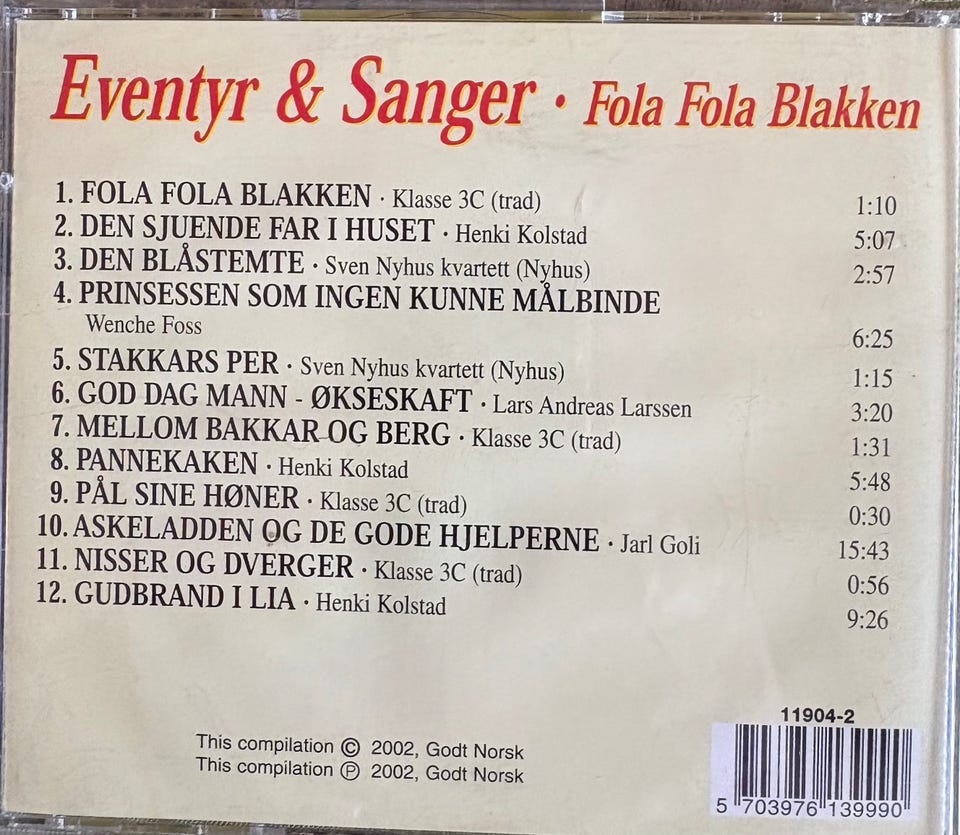 Eventyr & Sanger · Fola Fola Blakken
1. FOLA FOLA BLAKKEN · Klasse 3C (trad) 1:10
2. DEN SJUENDE FAR I HUSET · Henki Kolstad 5:07
3. DEN BLÅSTEMTE · Sven Nyhus kvartett (Nyhus) 2:57
4. PRINSESSEN SOM INGEN KUNNE MÅLBINDE
Wenche Foss 6:25
5. STAKKARS PER · Sven Nyhus kvartett (Nyhus) 1:15
6. GOD DAG MANN - ØKSESKAFT · Lars Andreas Larssen 3:20
7. MELLOM BAKKAR OG BERG · Klasse 3C (trad) 1:31
8. PANNEKAKEN · Henki Kolstad 5:48
9. PÅL SINE HØNER · Klasse 3C (trad) 0:30
10. ASKELADDEN OG DE GODE HJELPERNE · Jarl Goli 15:43
11. NISSER OG DVERGER · Klasse 3C (trad) 0:56
12. GUDBRAND I LIA · Henki Kolstad 9:26
This compilation © 2002, Godt Norsk
This compilation ℗ 2002, Godt Norsk
11904-2
5 703976 139990